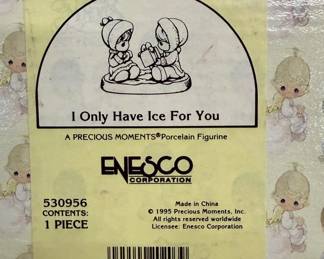 I Only Have Ice For You
A PRECIOUS MOMENTS® Porcelain Figurine
ENESCO
CORPORATION
530956
CONTENTS:
1 PIECE
Made in China
© 1995 Precious Moments, Inc.
All rights reserved worldwide
Licensee: Enesco Corporation